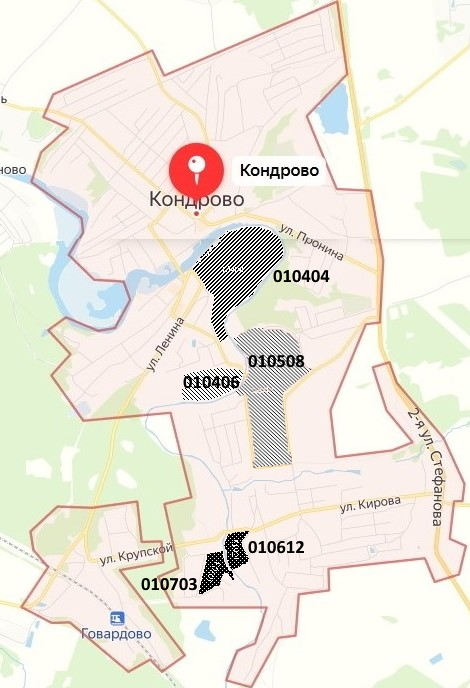 ново
Кондрово
Кондрово
ул. Пронина
010404
ул. Ленина
010508
010406
2-я ул. Стефанова
ул. Кирова
ул. Крупской
010612
010703
Говардово